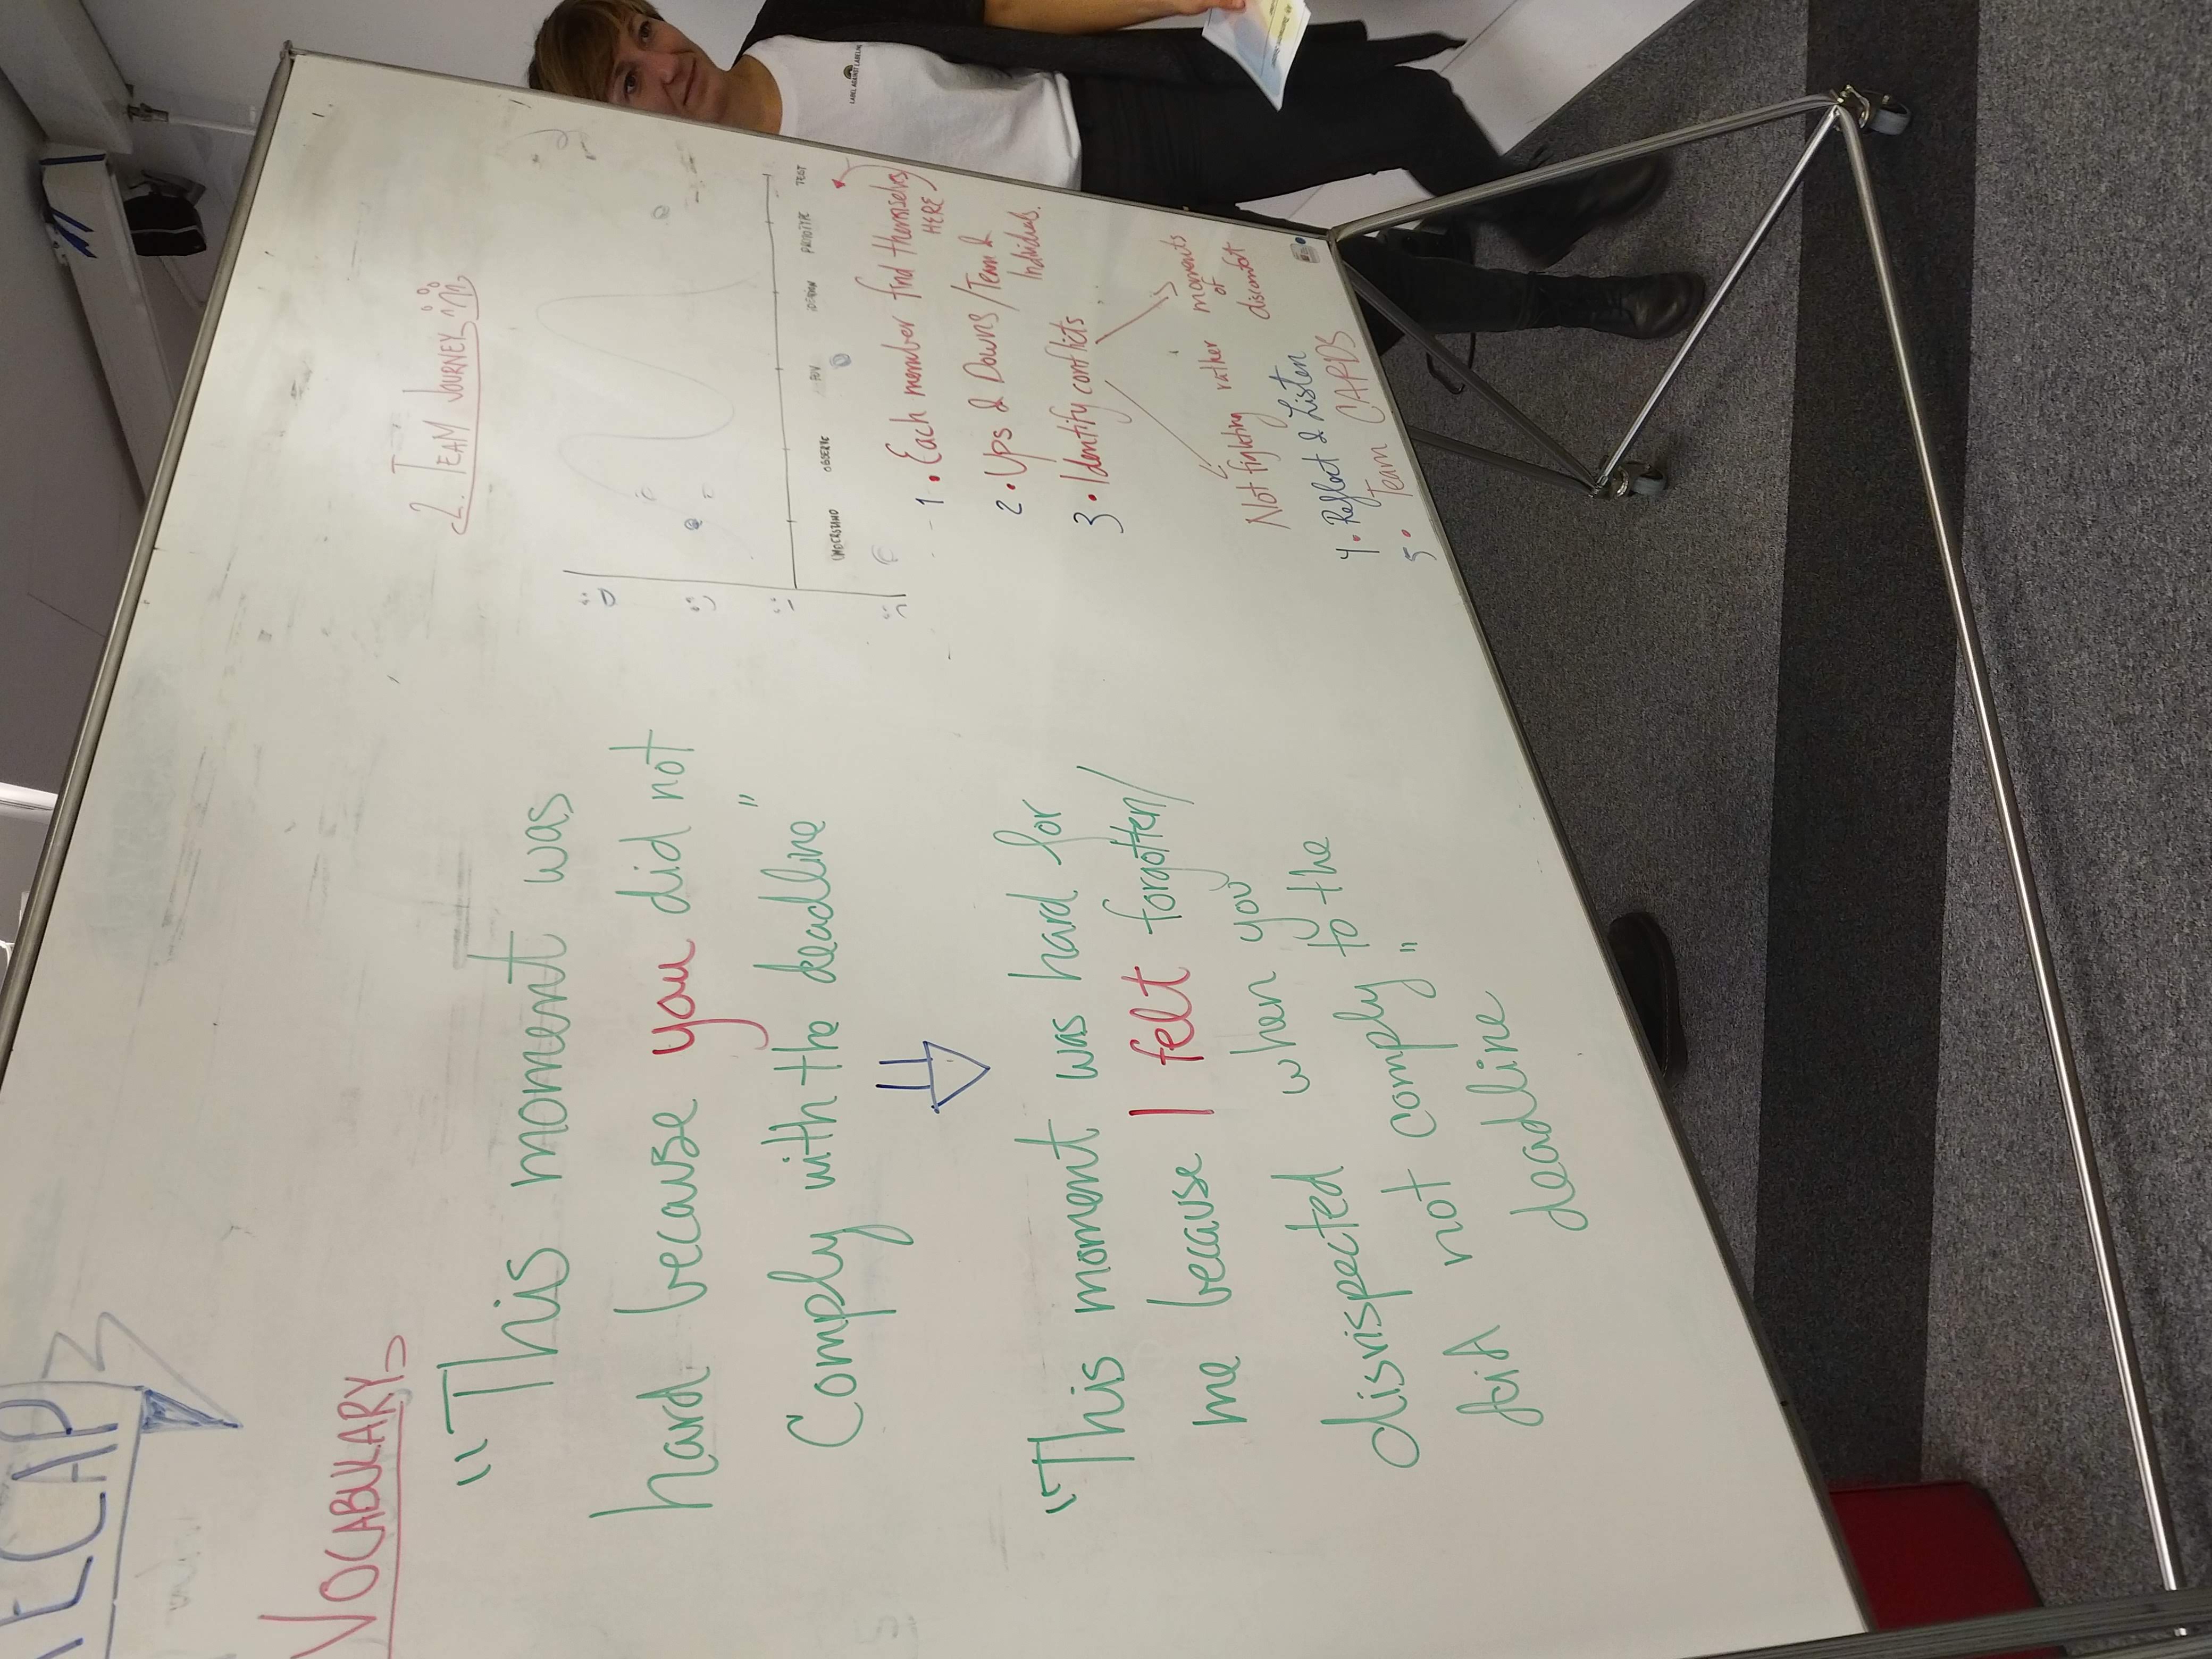 RECAP
VOCABULARY
"This moment was
hard because you did not
Comply with the deadline"
"This moment was hard for
me because I felt forgotten/
disrispected when you
did not comply to the
deadline"
2. TEAM JOURNEY
UNDERSTAND OBSERVE POV IDEATION PROTOTYPE TEST
1. Each member find themselves
HERE
2. Ups & Downs / Team &
Individuals.
3. Identify conflicts
Not fighting rather moments
of
discomfort
4. Reflect & Listen
5. Team CARDS
LABEL AGAINST LABELING